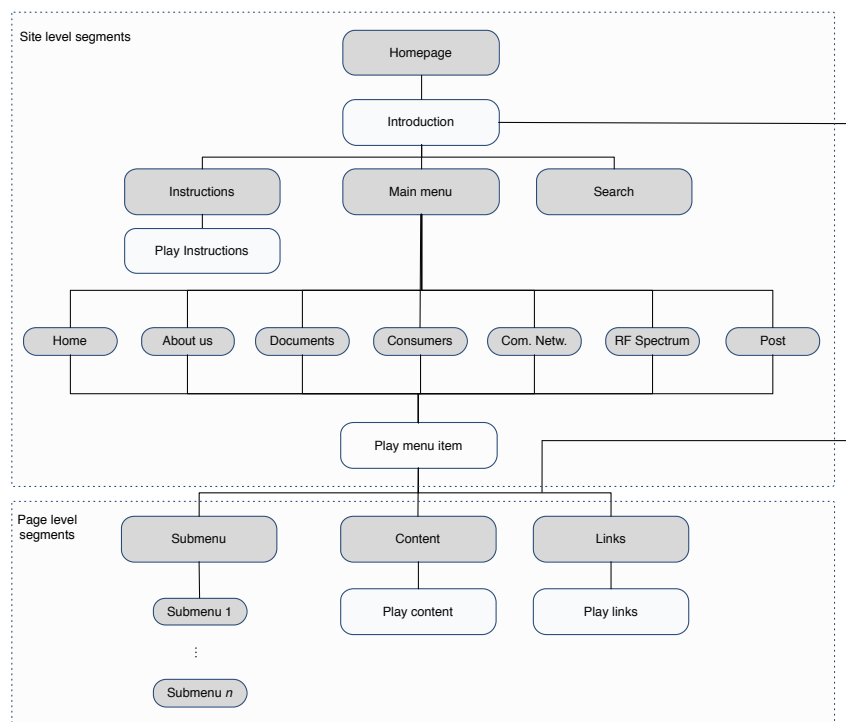 Site level segments
Homepage
Introduction
Instructions
Main menu
Search
Play Instructions
Home
About us
Documents
Consumers
Com. Netw.
RF Spectrum
Post
Play menu item
Page level
segments
Submenu
Content
Links
Submenu 1
Play content
Play links
⋮
Submenu n